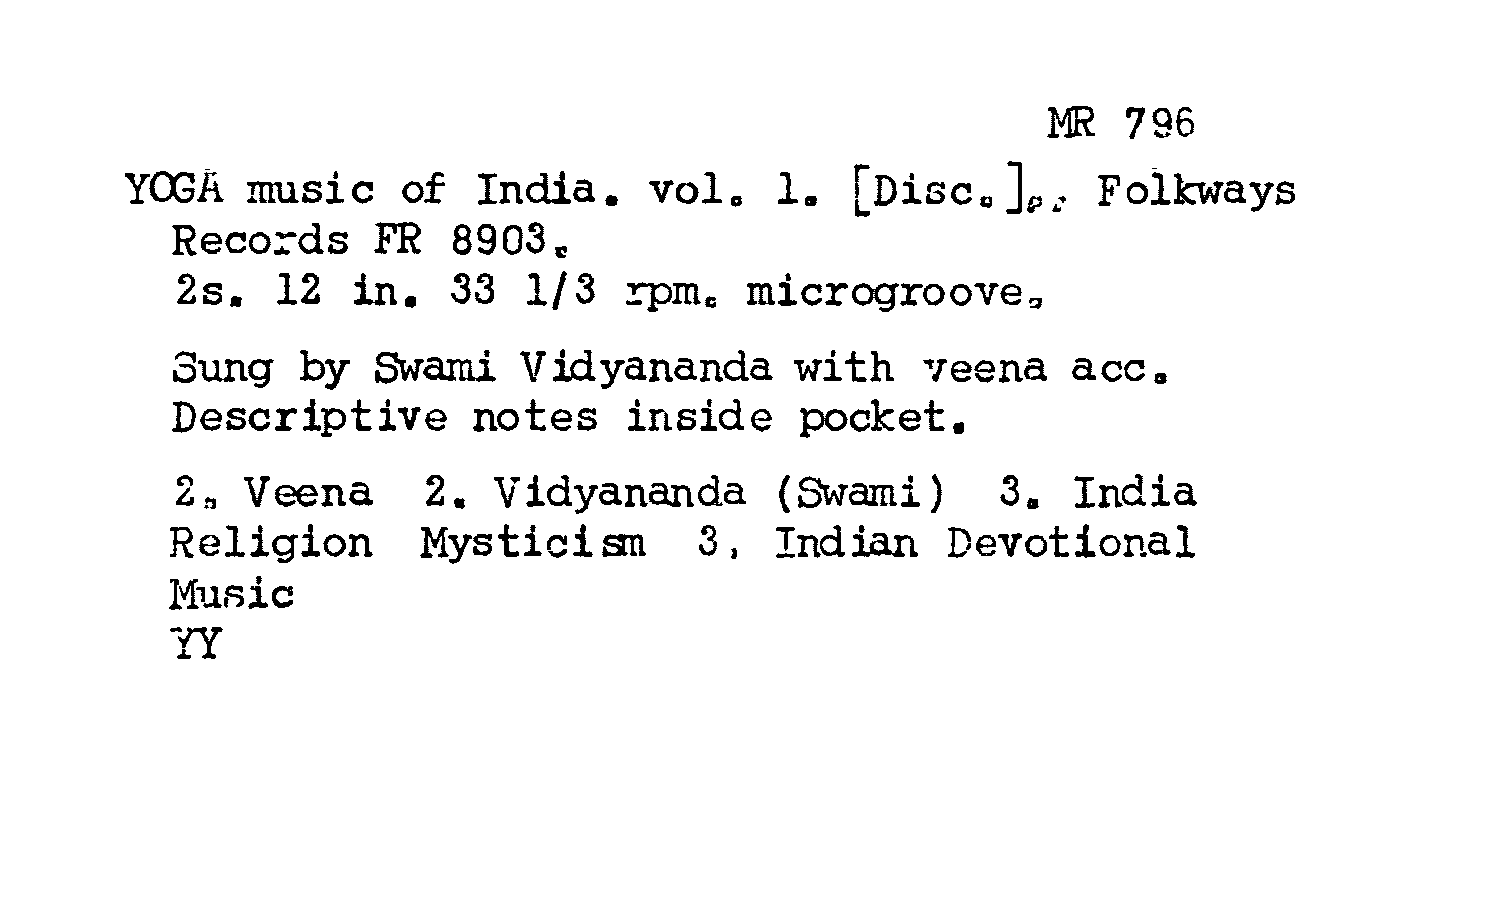 MR 796
YOGA music of India. vol. 1. [Disc.].. Folkways
Records FR 8903.
2s. 12 in. 33 1/3 rpm. microgroove.
Sung by Swami Vidyananda with veena acc.
Descriptive notes inside pocket.
2. Veena 2. Vidyananda (Swami) 3. India
Religion Mysticism 3. Indian Devotional
Music
YY